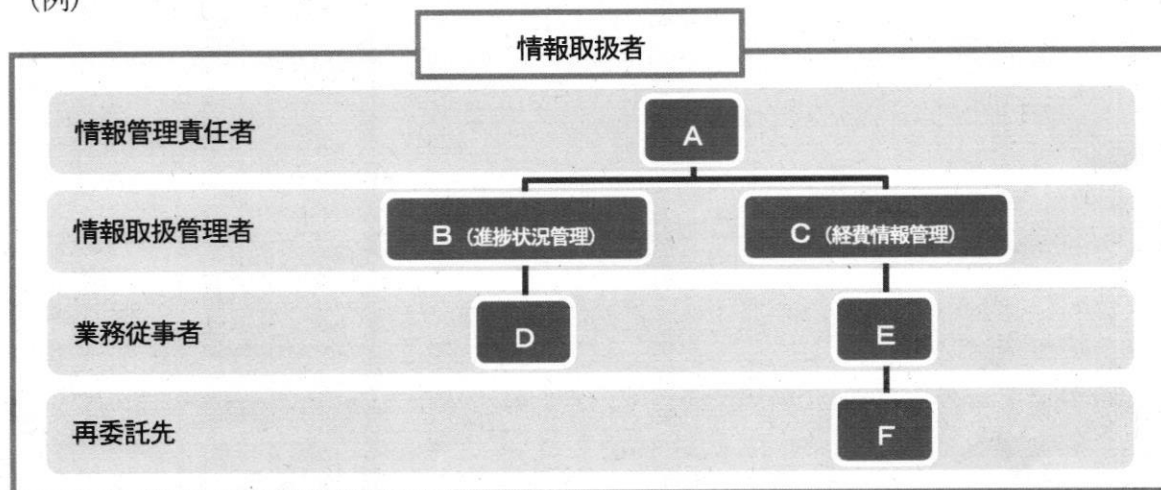 (例)
情報取扱者
情報管理責任者
A
情報取扱管理者
B (進捗状況管理)
C (経費情報管理)
業務従事者
D
E
再委託先
F